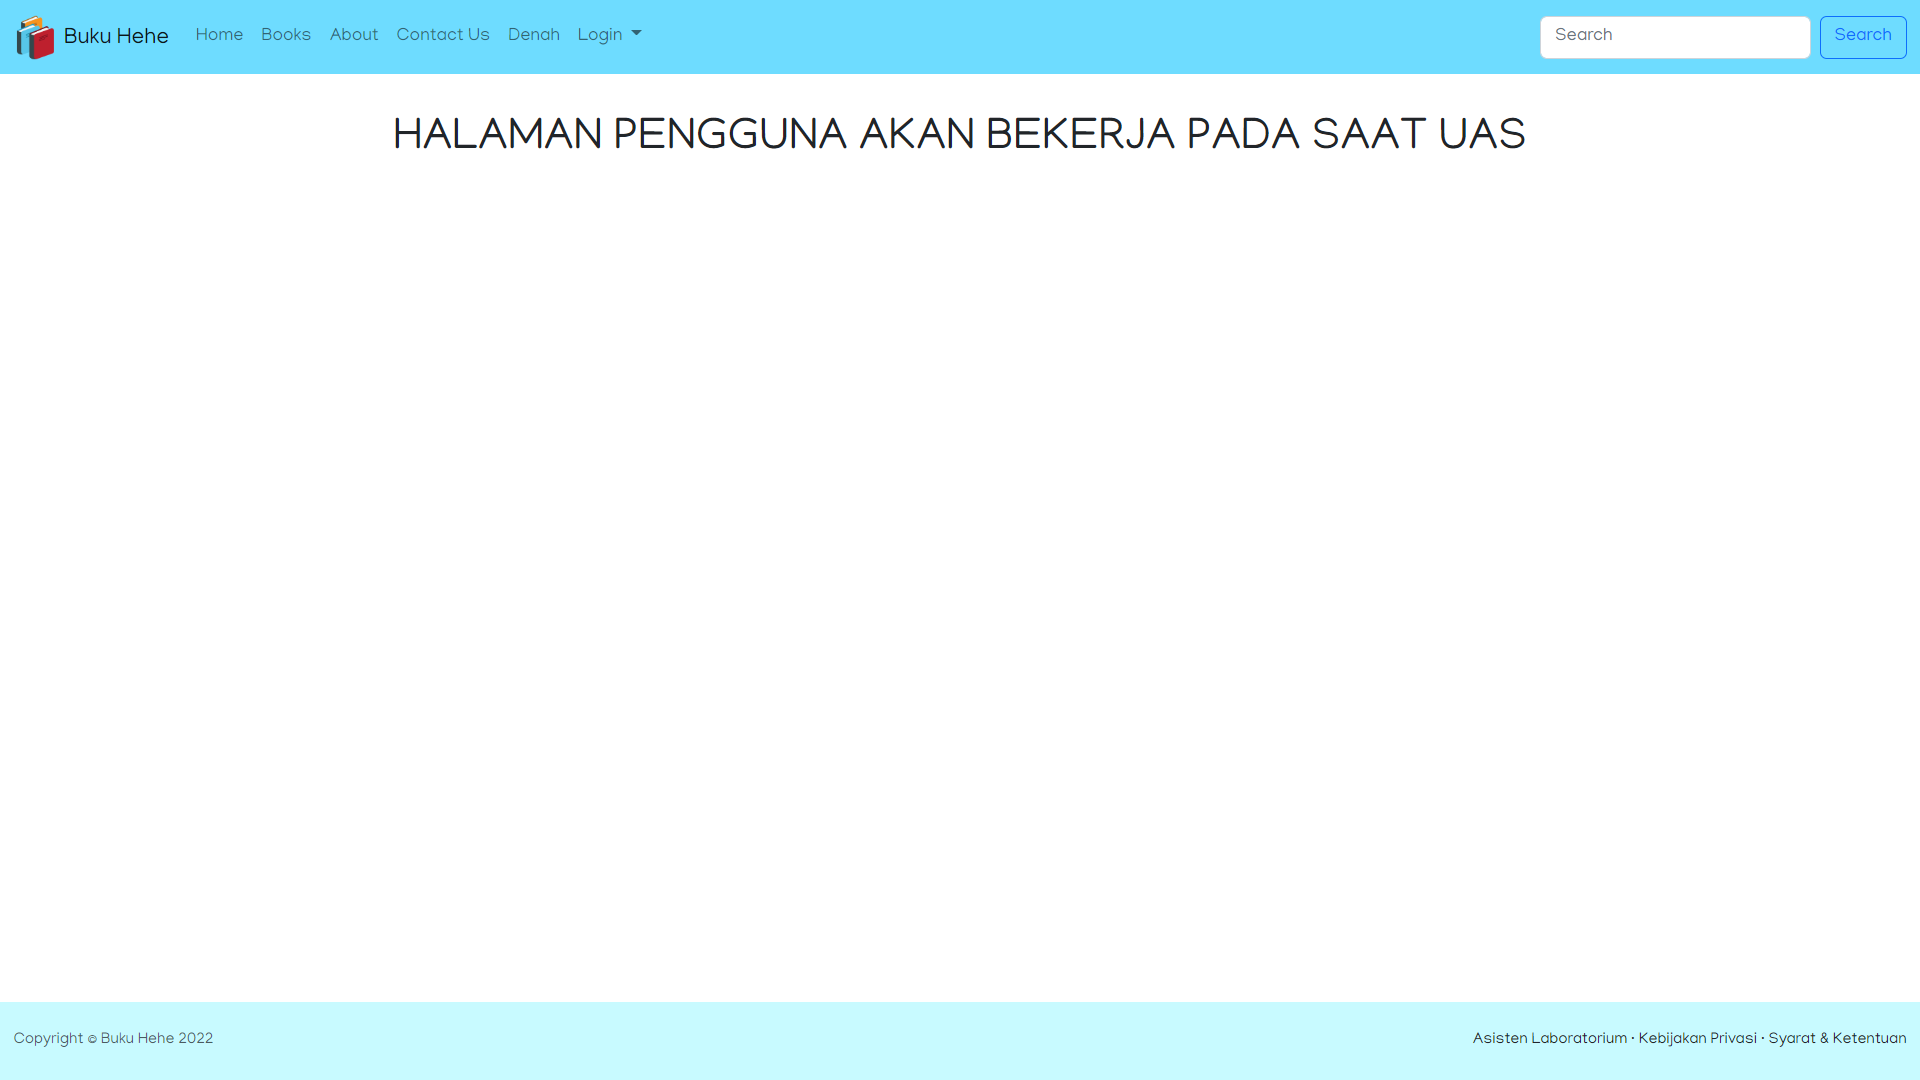 Buku Hehe Home Books About Contact Us Denah Login Search Search
HALAMAN PENGGUNA AKAN BEKERJA PADA SAAT UAS
Copyright © Buku Hehe 2022 Asisten Laboratorium · Kebijakan Privasi · Syarat & Ketentuan